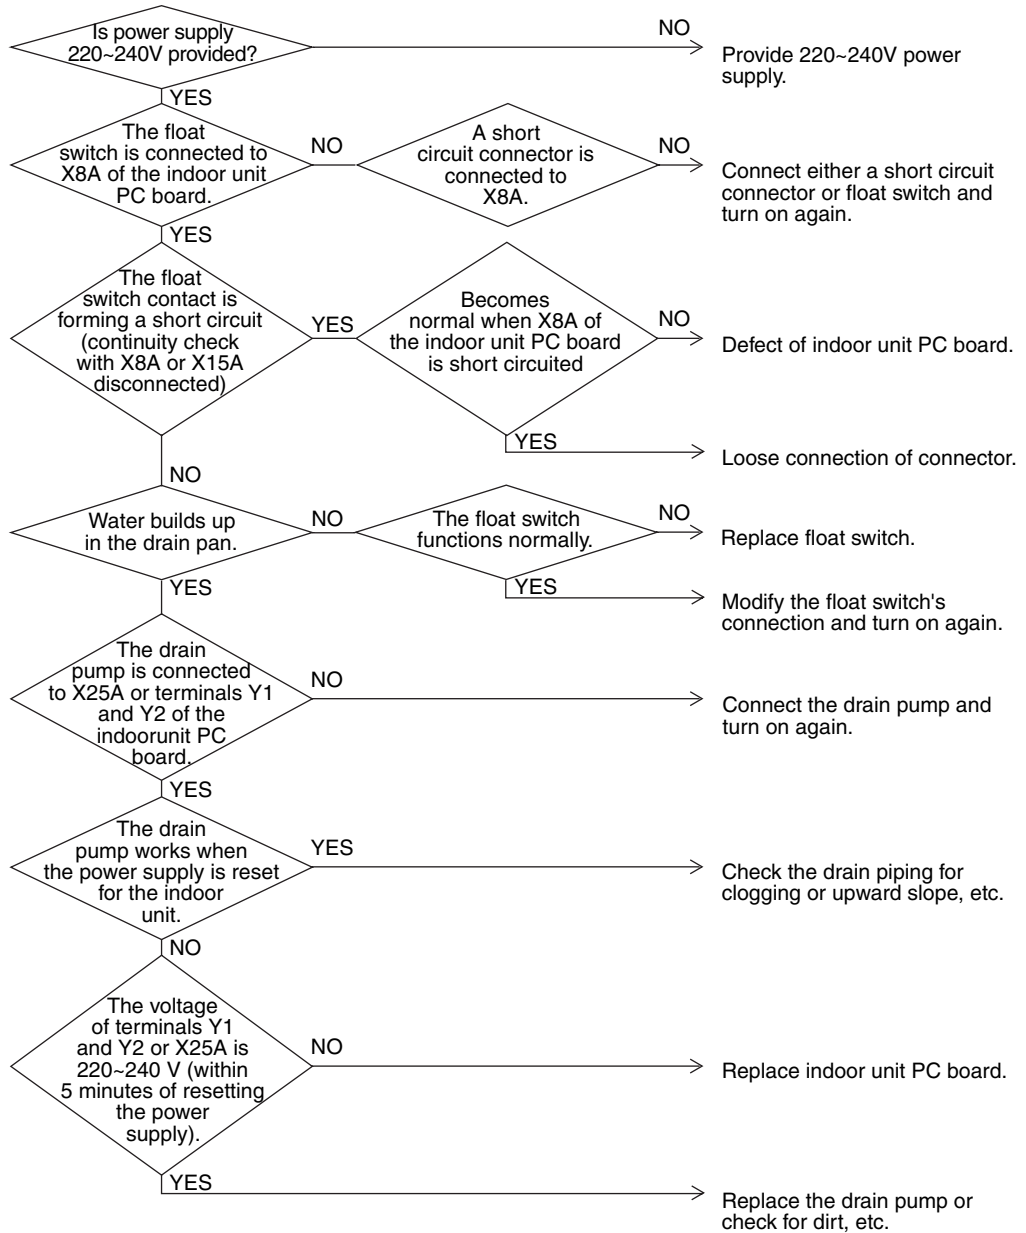 Is power supply
220~240V provided?
NO
Provide 220~240V power
supply.
YES
The float
switch is connected to
X8A of the indoor unit
PC board.
NO
A short
circuit connector is
connected to
X8A.
NO
Connect either a short circuit
connector or float switch and
turn on again.
YES
The float
switch contact is
forming a short circuit
(continuity check
with X8A or X15A
disconnected)
YES
Becomes
normal when X8A of
the indoor unit PC board
is short circuited
NO
Defect of indoor unit PC board.
YES
Loose connection of connector.
NO
Water builds up
in the drain pan.
NO
The float switch
functions normally.
NO
Replace float switch.
YES
Modify the float switch's
connection and turn on again.
YES
The drain
pump is connected
to X25A or terminals Y1
and Y2 of the
indoorunit PC
board.
NO
Connect the drain pump and
turn on again.
YES
The drain
pump works when
the power supply is reset
for the indoor
unit.
YES
Check the drain piping for
clogging or upward slope, etc.
NO
The voltage
of terminals Y1
and Y2 or X25A is
220~240 V (within
5 minutes of resetting
the power
supply).
NO
Replace indoor unit PC board.
YES
Replace the drain pump or
check for dirt, etc.